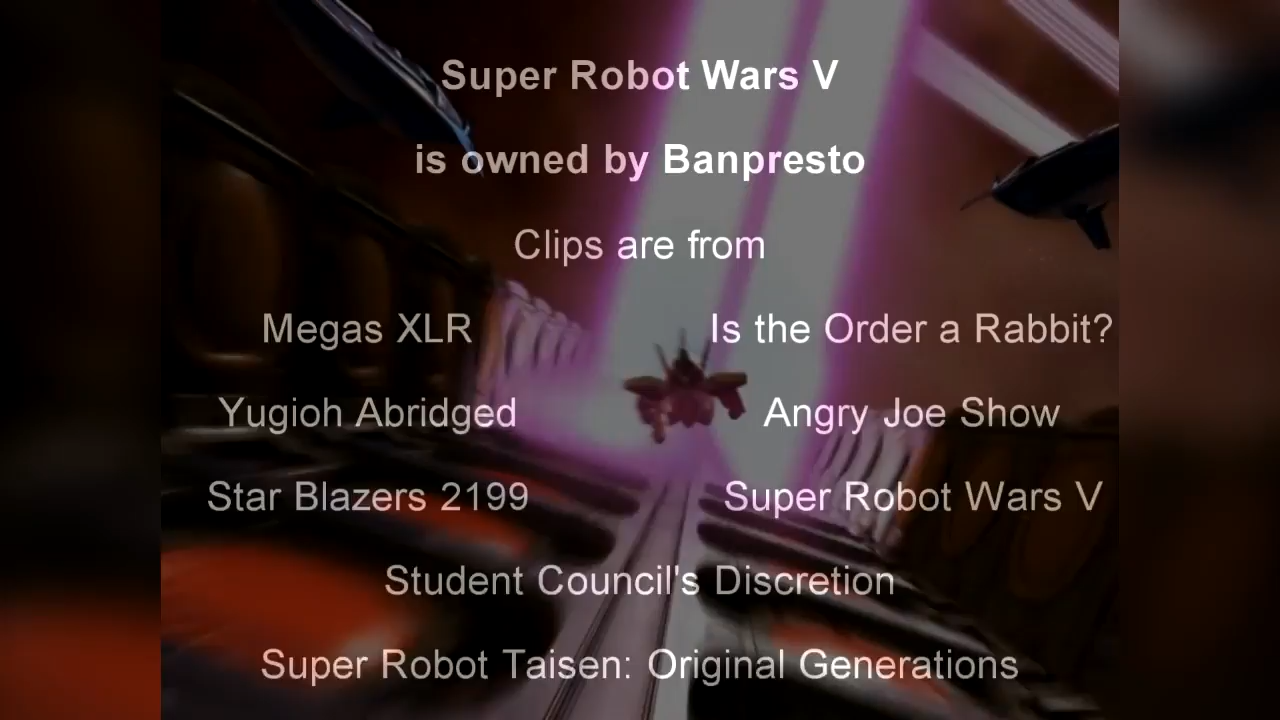 Super Robot Wars V
is owned by Banpresto
Clips are from
Megas XLR
Is the Order a Rabbit?
Yugioh Abridged
Angry Joe Show
Star Blazers 2199
Super Robot Wars V
Student Council's Discretion
Super Robot Taisen: Original Generations